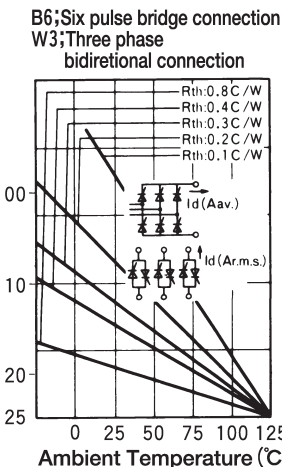 B6;Six pulse bridge connection
W3;Three phase
bidiretional connection
Rth:0.8C/W
Rth:0.4C/W
Rth:0.3C/W
Rth:0.2C/W
Rth:0.1C/W
Id(Aav.)
Id(Ar.m.s.)
00
10
20
25
0 25 50 75 100 125
Ambient Temperature (℃